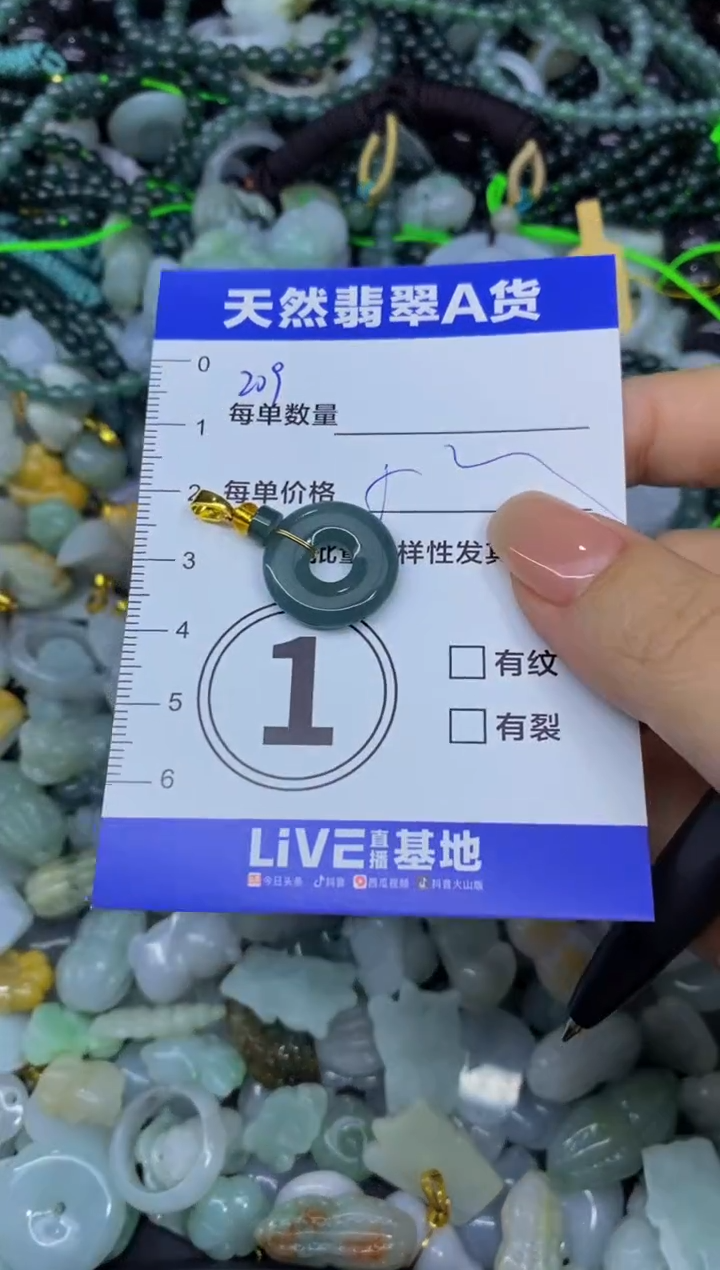 天然翡翠A货
0
209
1 每单数量
2 每单价格
3 样性发
4
1
有纹
5 有裂
6
LiVE直播基地
今日头条 抖音 西瓜视频 抖音火山版